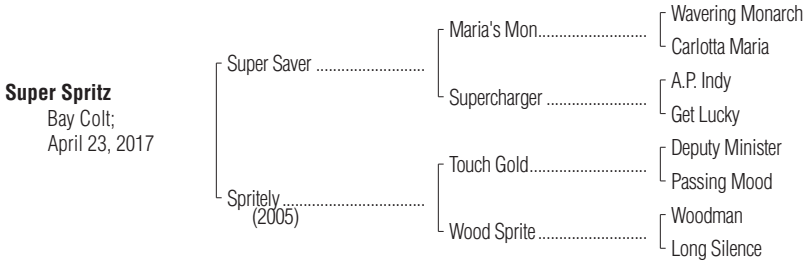 Super Spritz
Bay Colt;
April 23, 2017
Super Saver ........................
Spritely ................................
(2005)
Maria's Mon........................
Supercharger ......................
Touch Gold..........................
Wood Sprite ........................
Wavering Monarch
Carlotta Maria
A.P. Indy
Get Lucky
Deputy Minister
Passing Mood
Woodman
Long Silence